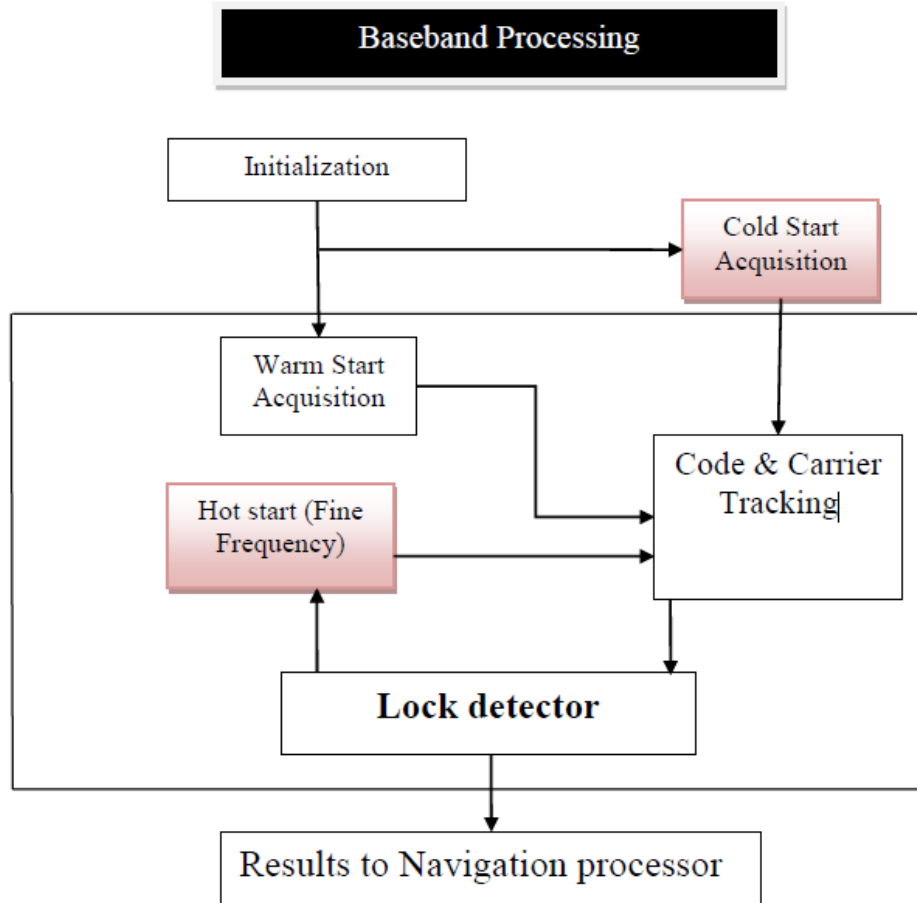 Baseband Processing
Initialization
Cold Start
Acquisition
Warm Start
Acquisition
Code & Carrier
Tracking
Hot start (Fine
Frequency)
Lock detector
Results to Navigation processor